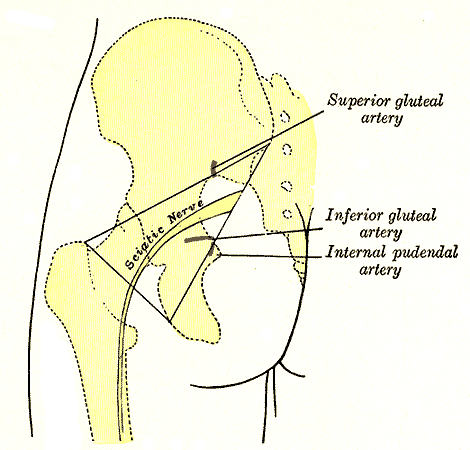 Superior gluteal
artery
Sciatic Nerve
Inferior gluteal
artery
Internal pudendal
artery